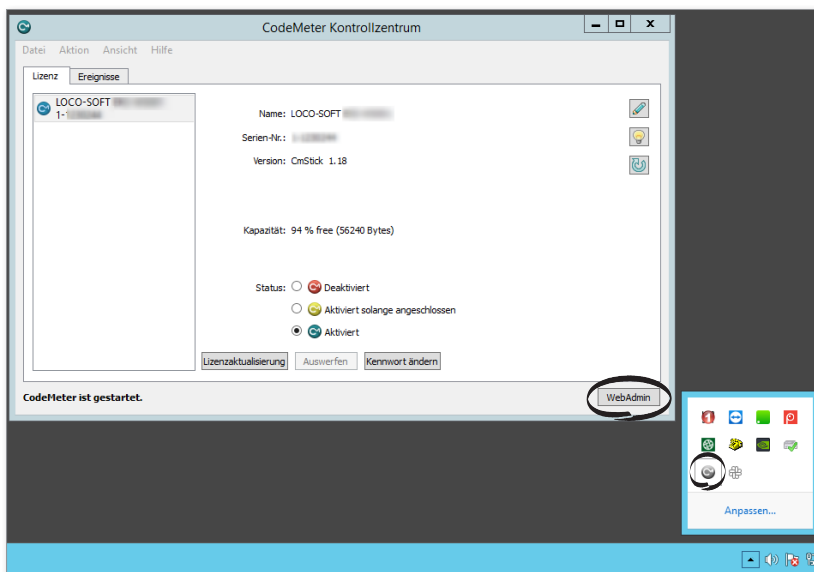 CodeMeter Kontrollzentrum
Datei Aktion Ansicht Hilfe
Lizenz Ereignisse
LOCO-SOFT
1-1
Name: LOCO-SOFT
Serien-Nr.:
Version: CmStick 1.18
Kapazität: 94 % free (56240 Bytes)
Status: Deaktiviert
Aktiviert solange angeschlossen
Aktiviert
Lizenzaktualisierung Auswerfen Kennwort ändern
CodeMeter ist gestartet.
WebAdmin
Anpassen...